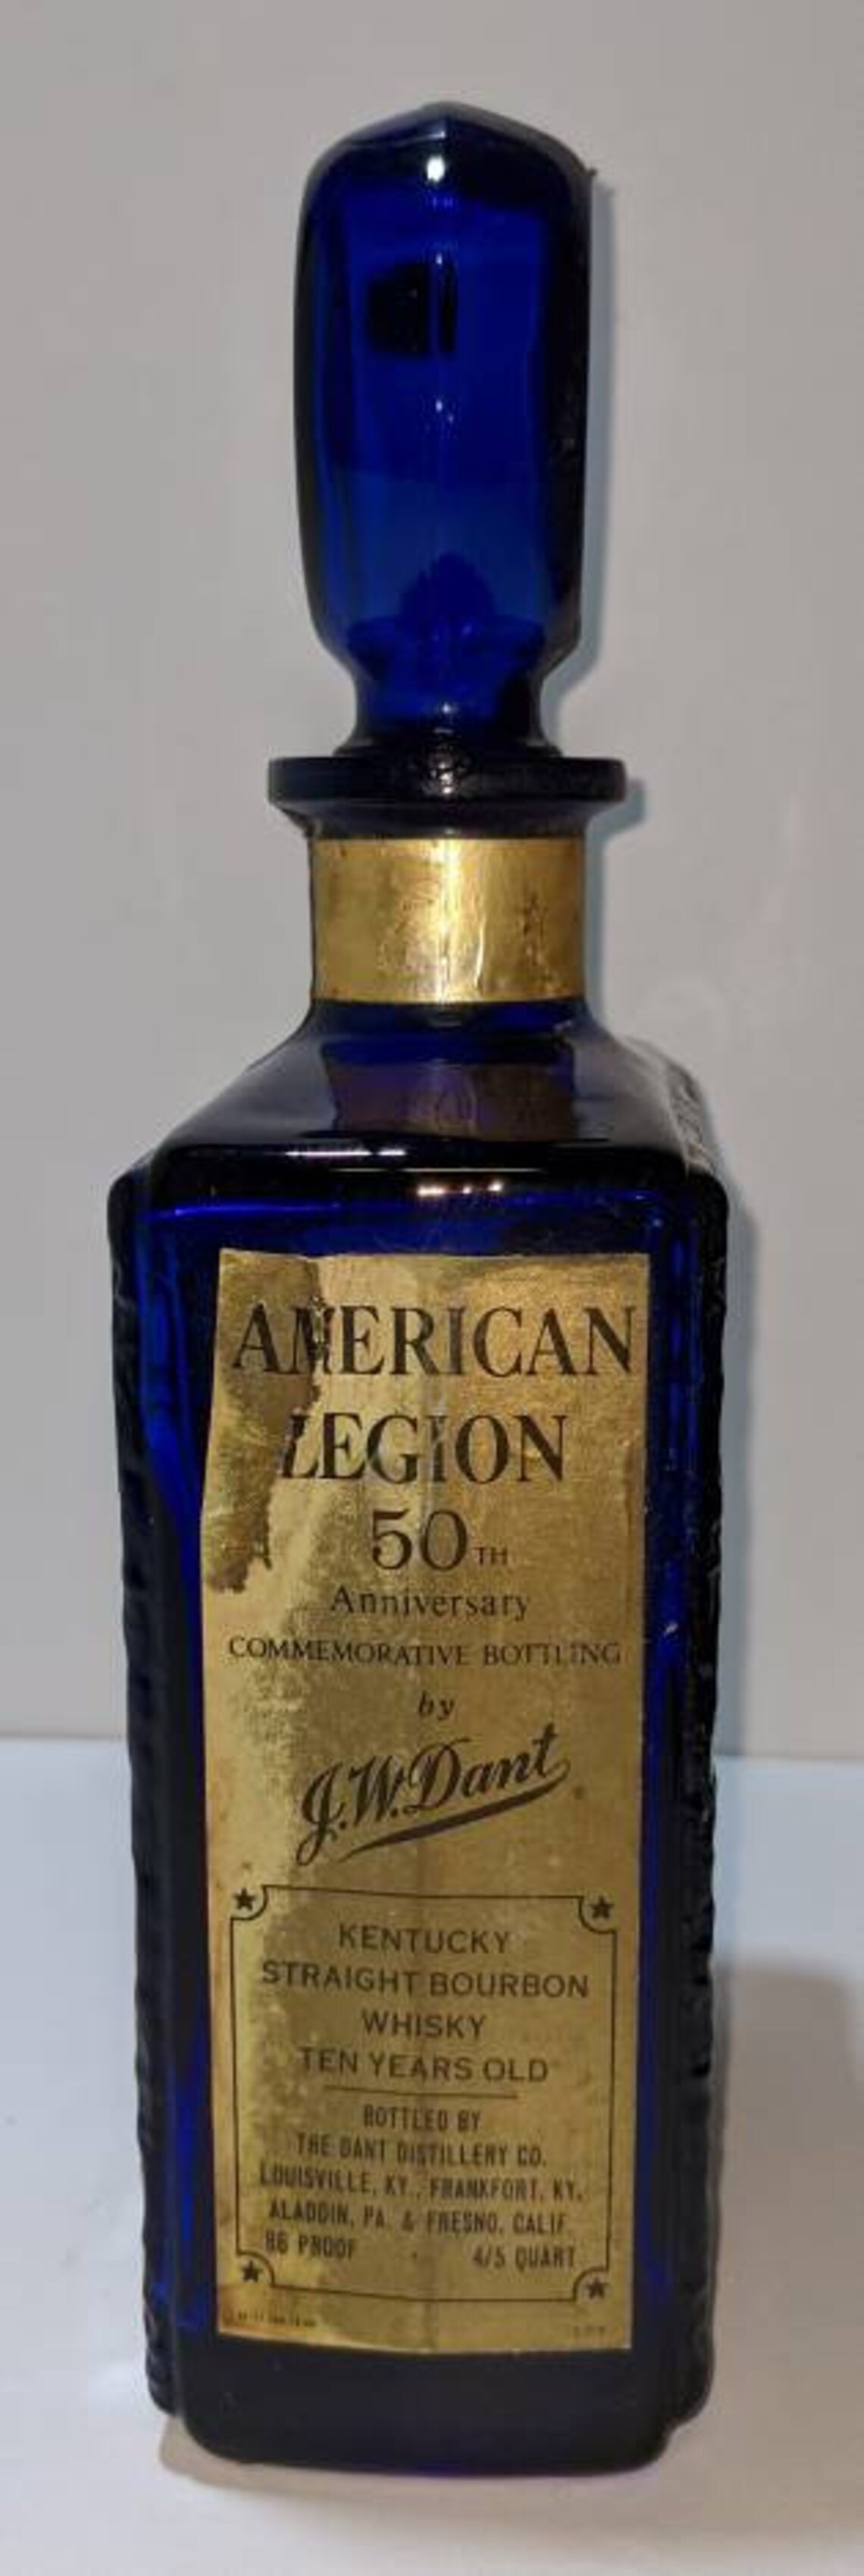 AMERICAN
LEGION
50TH
Anniversary
COMMEMORATIVE BOTTLING
by
J.W.Dant
KENTUCKY
STRAIGHT BOURBON
WHISKY
TEN YEARS OLD
BOTTLED BY
THE DANT DISTILLERY CO.
LOUISVILLE, KY., FRANKFORT, KY.
ALADDIN, PA. & FRESNO, CALIF.
86 PROOF 4/5 QUART